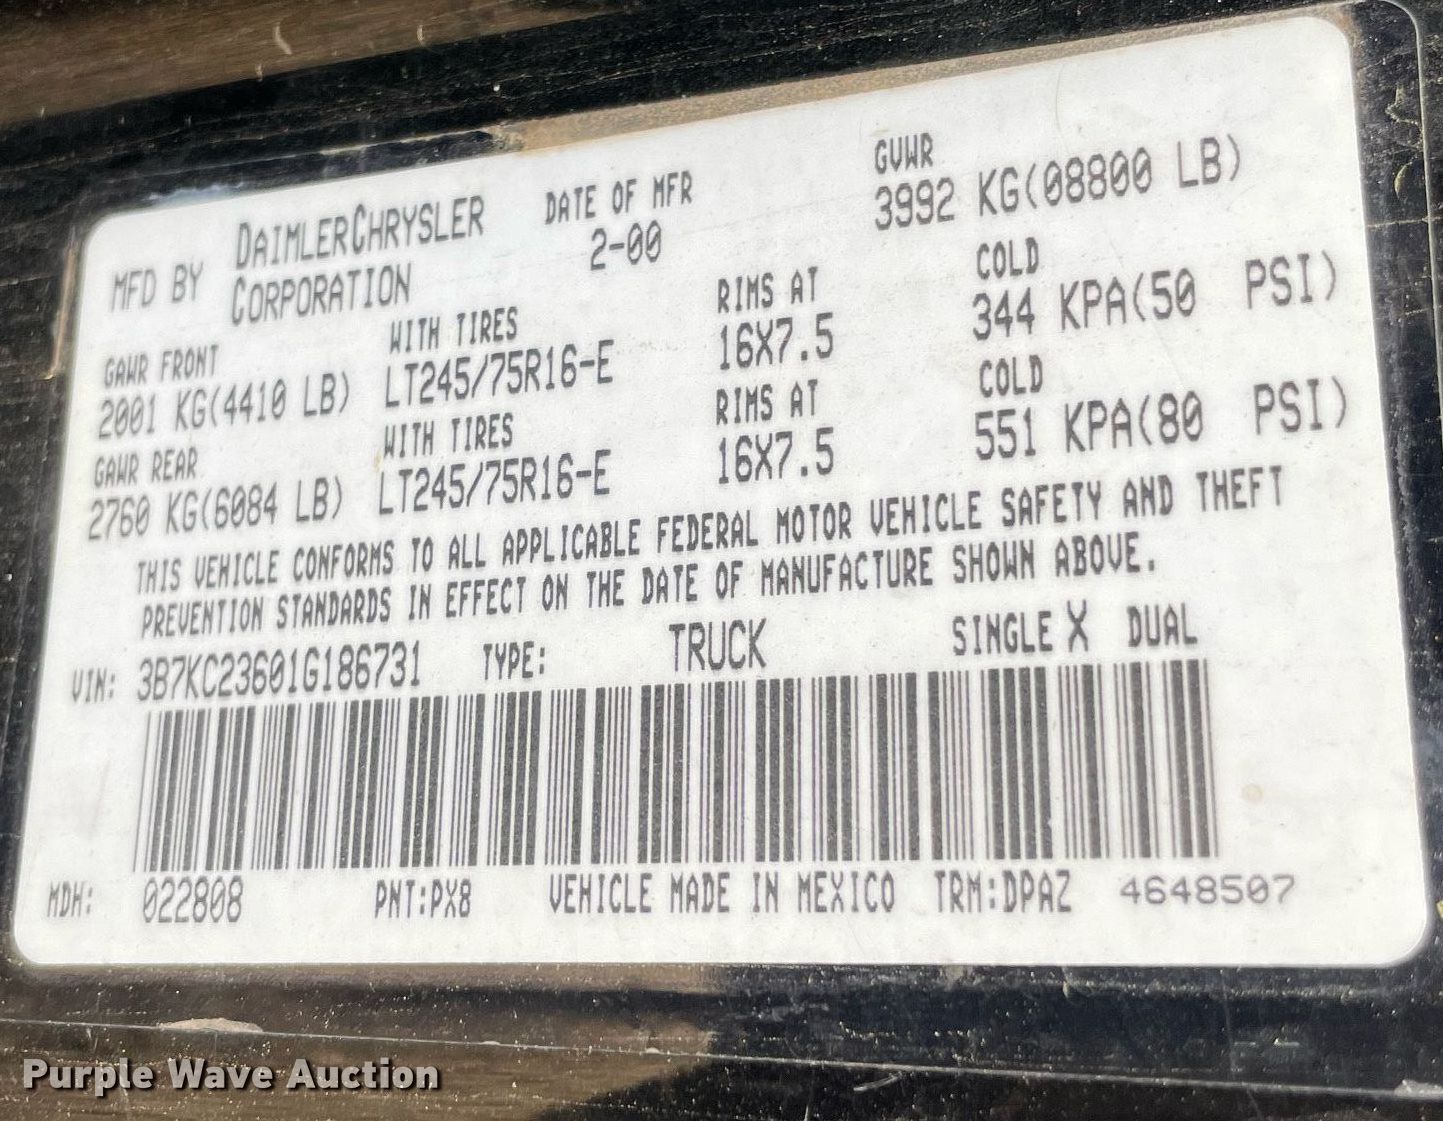 MFD BY DAIMLERCHRYSLER CORPORATION DATE OF MFR 2-00 GVWR 3992 KG(08800 LB)
GAWR FRONT WITH TIRES RIMS AT COLD
2001 KG(4410 LB) LT245/75R16-E 16X7.5 344 KPA(50 PSI)
GAWR REAR WITH TIRES RIMS AT COLD
2760 KG(6084 LB) LT245/75R16-E 16X7.5 551 KPA(80 PSI)
THIS VEHICLE CONFORMS TO ALL APPLICABLE FEDERAL MOTOR VEHICLE SAFETY AND THEFT
PREVENTION STANDARDS IN EFFECT ON THE DATE OF MANUFACTURE SHOWN ABOVE.
VIN: 3B7KC23601G186731 TYPE: TRUCK SINGLE X DUAL
MDH: 022808 PNT:PX8 VEHICLE MADE IN MEXICO TRM:DPAZ 4648507
Purple Wave Auction